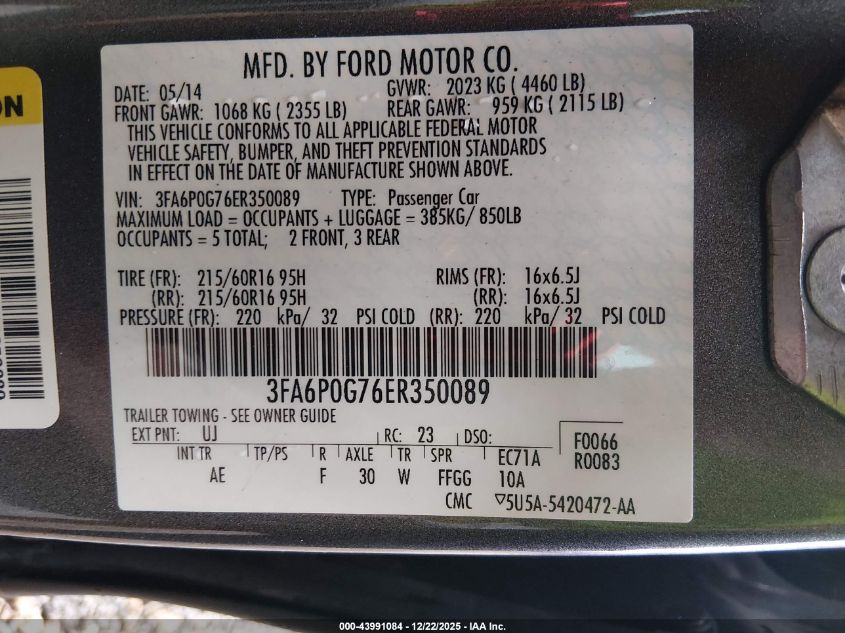 MFD. BY FORD MOTOR CO.
DATE: 05/14 GVWR: 2023 KG ( 4460 LB)
FRONT GAWR: 1068 KG ( 2355 LB) REAR GAWR: 959 KG ( 2115 LB)
THIS VEHICLE CONFORMS TO ALL APPLICABLE FEDERAL MOTOR
VEHICLE SAFETY, BUMPER, AND THEFT PREVENTION STANDARDS
IN EFFECT ON THE DATE OF MANUFACTURE SHOWN ABOVE.
VIN: 3FA6P0G76ER350089 TYPE: Passenger Car
MAXIMUM LOAD = OCCUPANTS + LUGGAGE = 385KG/ 850LB
OCCUPANTS = 5 TOTAL; 2 FRONT, 3 REAR
TIRE (FR): 215/60R16 95H RIMS (FR): 16x6.5J
(RR): 215/60R16 95H (RR): 16x6.5J
PRESSURE (FR): 220 kPa/ 32 PSI COLD (RR): 220 kPa/ 32 PSI COLD
3FA6P0G76ER350089
TRAILER TOWING - SEE OWNER GUIDE
EXT PNT: UJ RC: 23 DSO: F0066
INT TR TP/PS R AXLE TR SPR EC71A R0083
AE F 30 W FFGG 10A
CMC 5U5A-5420472-AA
ON
000-43991084 - 12/22/2025 - IAA Inc.